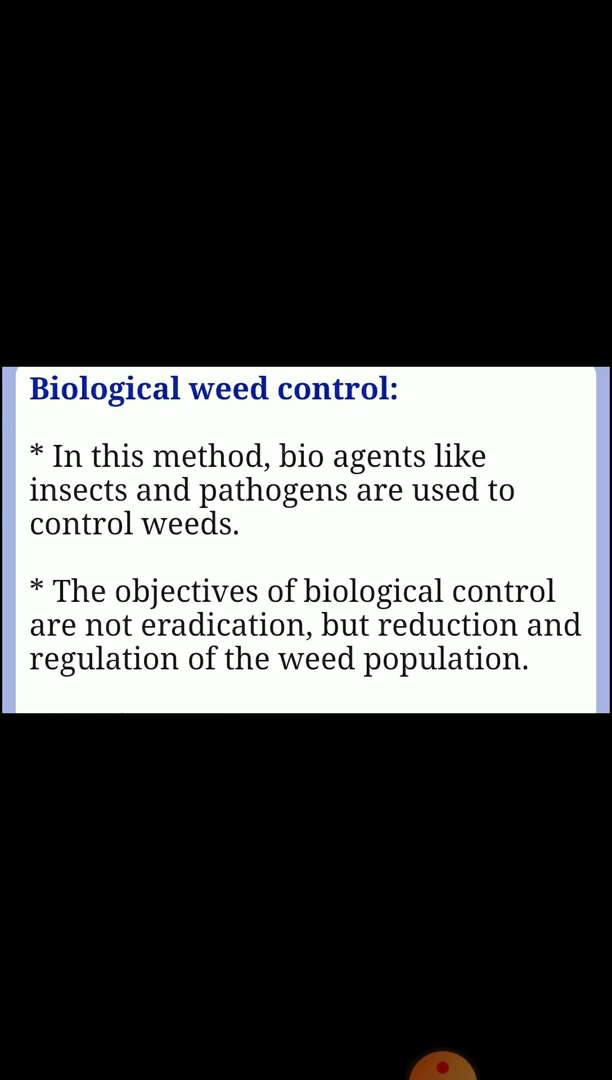 Biological weed control:
* In this method, bio agents like
insects and pathogens are used to
control weeds.
* The objectives of biological control
are not eradication, but reduction and
regulation of the weed population.